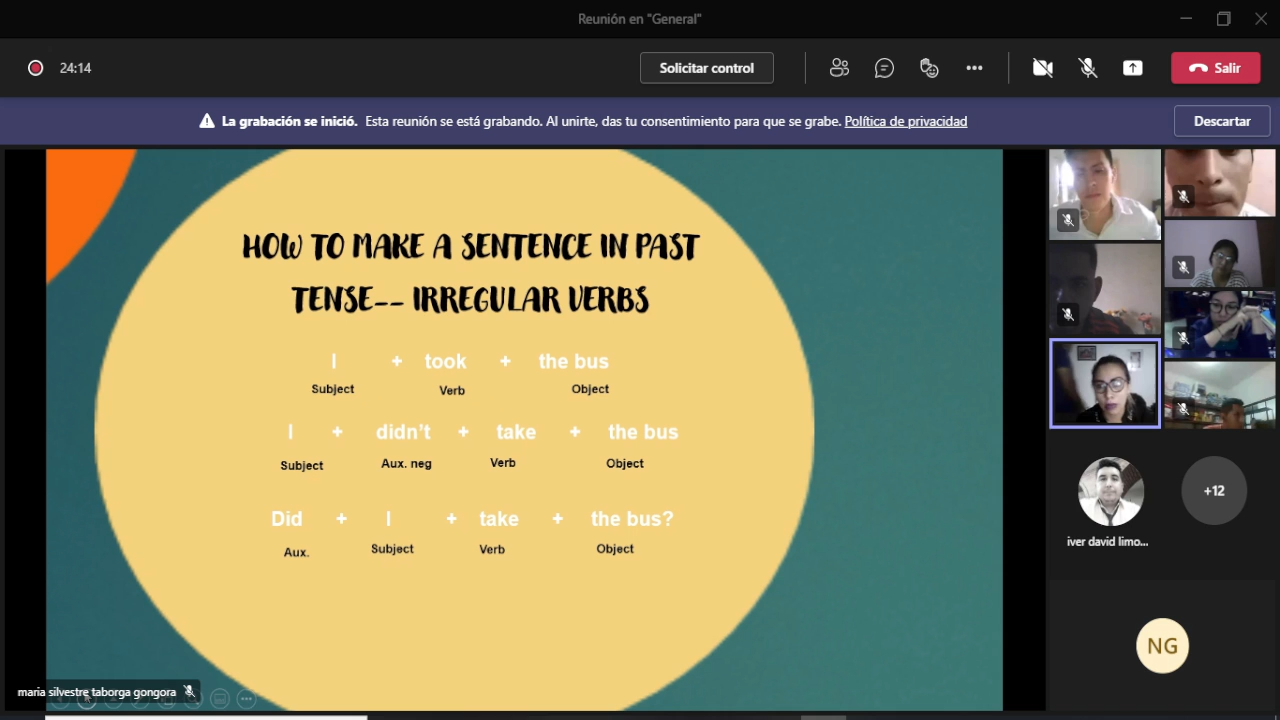 Reunión en "General"
24:14
Solicitar control
Salir
La grabación se inició. Esta reunión se está grabando. Al unirte, das tu consentimiento para que se grabe. Política de privacidad
Descartar
HOW TO MAKE A SENTENCE IN PAST
TENSE-- IRREGULAR VERBS
I + took + the bus
Subject Verb Object
I + didn't + take + the bus
Subject Aux. neg Verb Object
Did + I + take + the bus?
Aux. Subject Verb Object
+12
iver david limo...
NG
maria silvestre taborga gongora